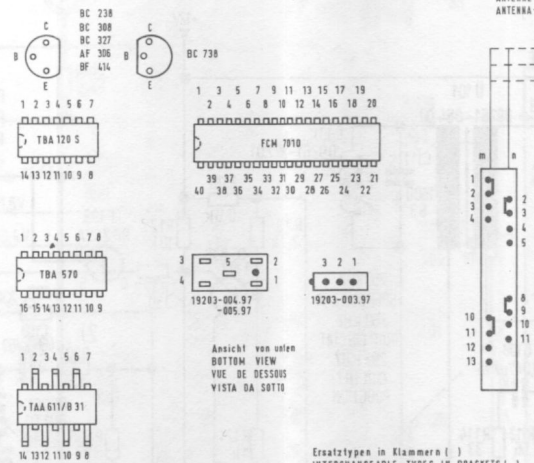 ANTENNA
BC 238
BC 308
BC 327
AF 306
BF 414
C
B
E
C
B
E
BC 738
1 2 3 4 5 6 7
TBA 120 S
14 13 12 11 10 9 8
1 3 5 7 9 11 13 15 17 19
2 4 6 8 10 12 14 16 18 20
FCM 7010
39 37 35 33 31 29 27 25 23 21
40 38 36 34 32 30 28 26 24 22
m n
1
2
3
4
2
3
4
5
8
9
10
11
10
11
12
13
1 2 3 4 5 6 7 8
TBA 570
16 15 14 13 12 11 10 9
3 5 2
4 1
19203-004.97
-005.97
3 2 1
19203-003.97
Ansicht von unten
BOTTOM VIEW
VUE DE DESSOUS
VISTA DA SOTTO
1 2 3 4 5 6 7
TAA 611/B 31
14 13 12 11 10 9 8
Ersatztypen in Klammern ( )